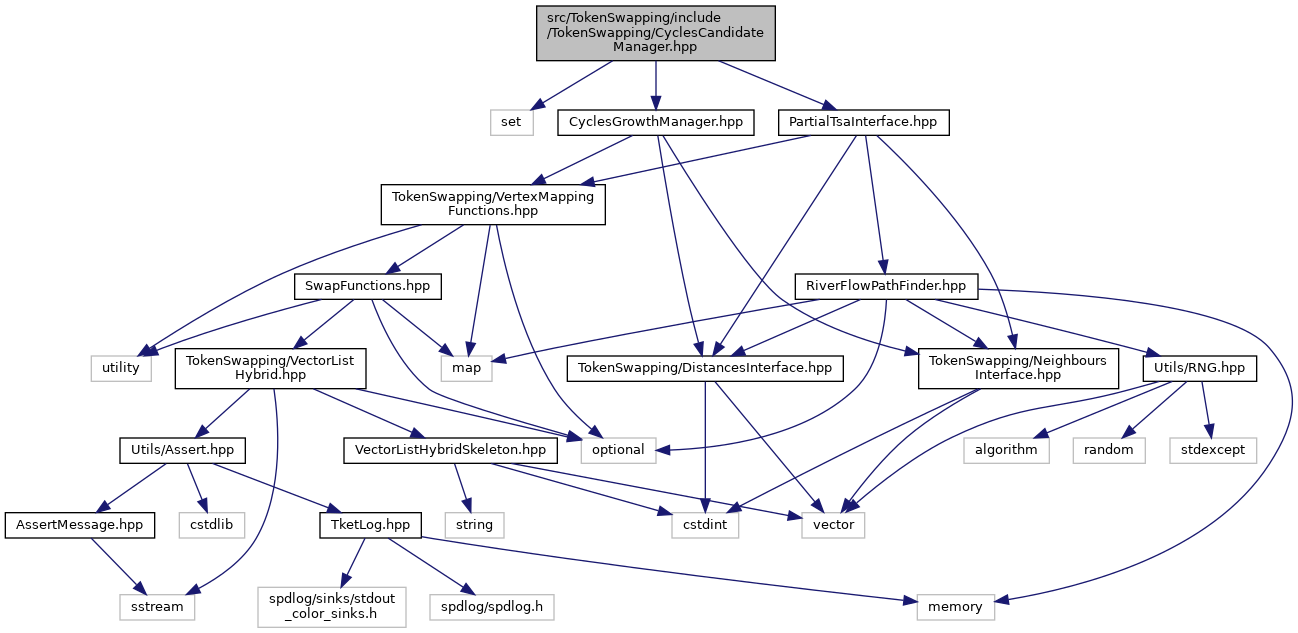 src/TokenSwapping/include
/TokenSwapping/CyclesCandidate
Manager.hpp
set
CyclesGrowthManager.hpp
PartialTsaInterface.hpp
TokenSwapping/VertexMapping
Functions.hpp
SwapFunctions.hpp
RiverFlowPathFinder.hpp
utility
TokenSwapping/VectorList
Hybrid.hpp
map
TokenSwapping/DistancesInterface.hpp
TokenSwapping/Neighbours
Interface.hpp
Utils/RNG.hpp
Utils/Assert.hpp
VectorListHybridSkeleton.hpp
optional
algorithm
random
stdexcept
AssertMessage.hpp
cstdlib
TketLog.hpp
string
cstdint
vector
sstream
spdlog/sinks/stdout
_color_sinks.h
spdlog/spdlog.h
memory